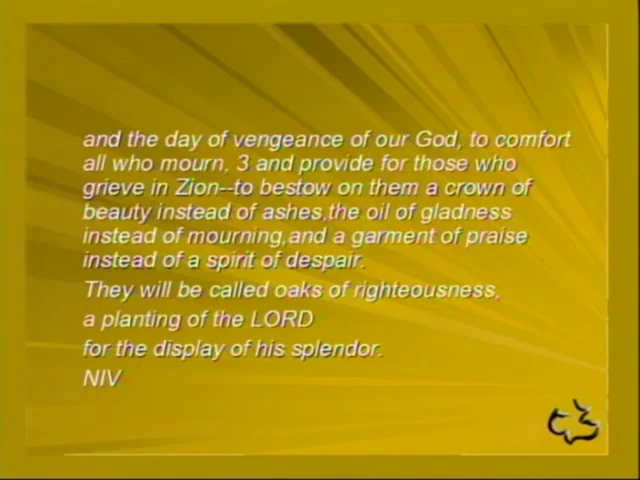 and the day of vengeance of our God, to comfort
all who mourn, 3 and provide for those who
grieve in Zion--to bestow on them a crown of
beauty instead of ashes,the oil of gladness
instead of mourning,and a garment of praise
instead of a spirit of despair.
They will be called oaks of righteousness,
a planting of the LORD
for the display of his splendor.
NIV